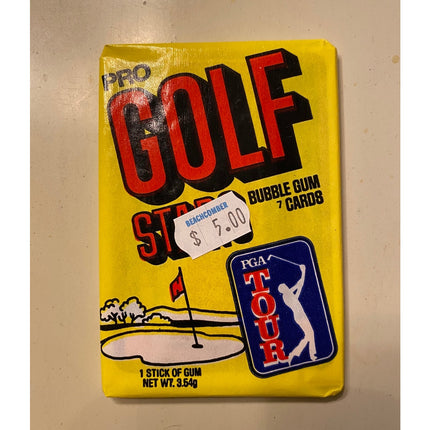 PRO
GOLF
BUBBLE GUM
7 CARDS
BEACHCOMBER
$ 5.00
PGA
TOUR
1 STICK OF GUM
NET WT. 3.54g